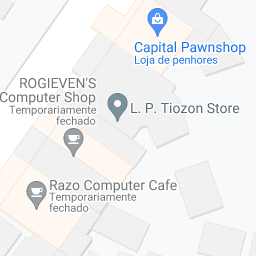 Capital Pawnshop
Loja de penhores
ROGIEVEN'S
Computer Shop
Temporariamente
fechado
L. P. Tiozon Store
Razo Computer Cafe
Temporariamente
fechado